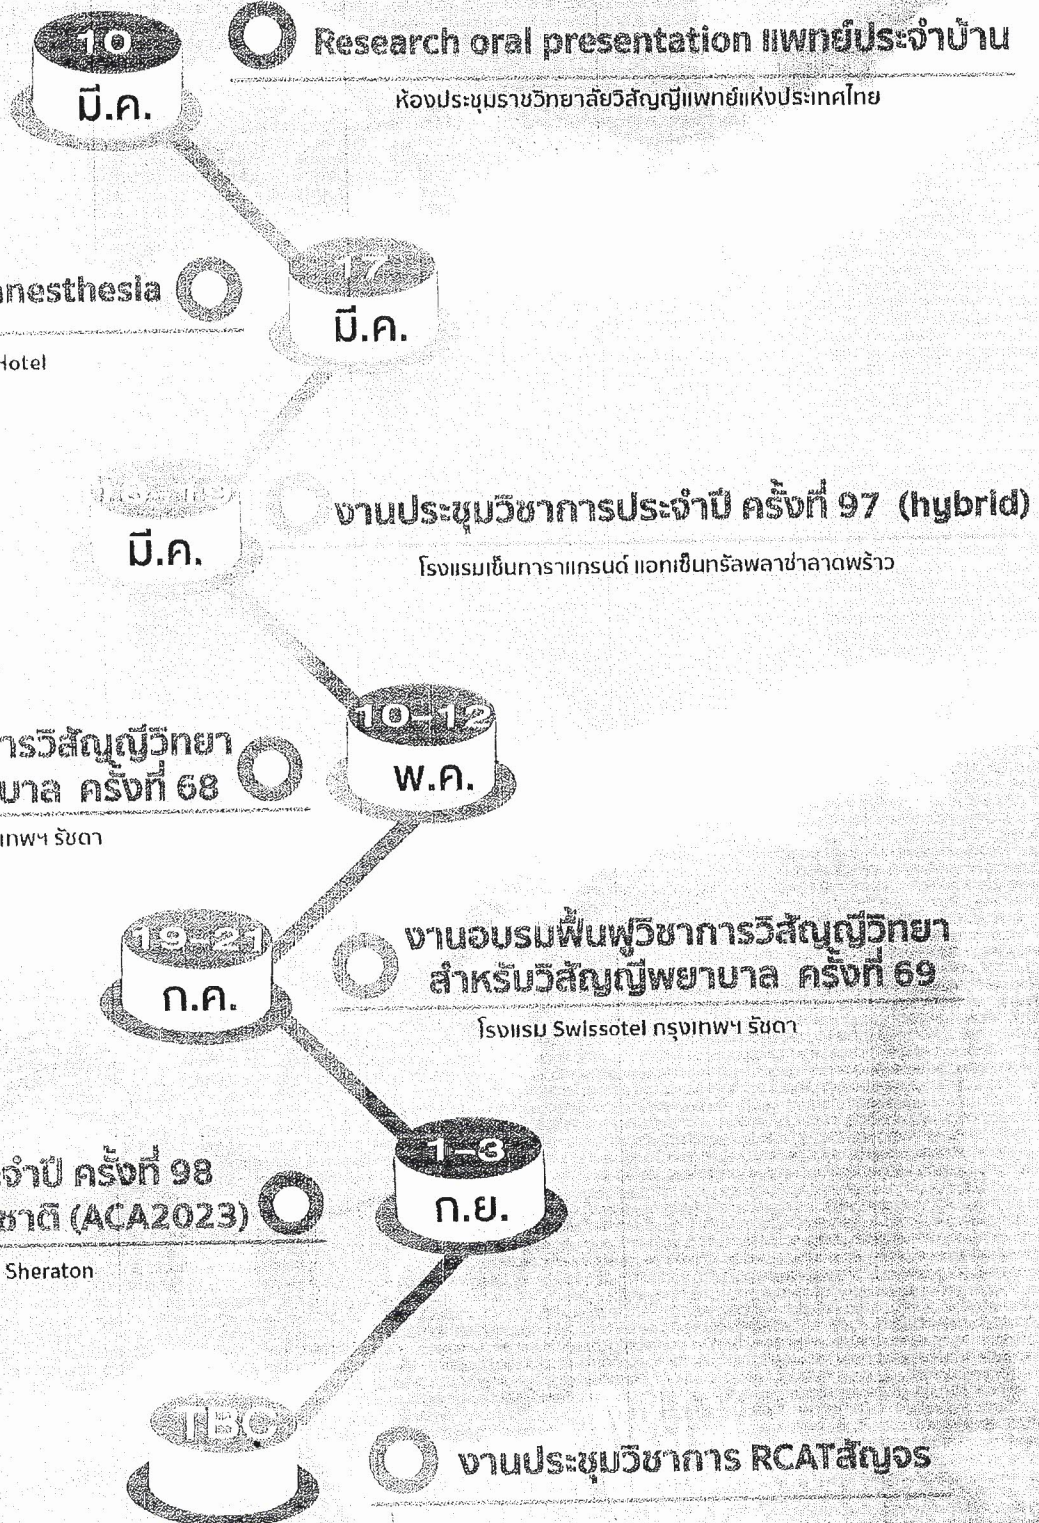 10
มี.ค.
Research oral presentation แพทย์ประจำบ้าน
ห้องประชุมราชวิทยาลัยวิสัญญีแพทย์แห่งประเทศไทย
17
มี.ค.
nesthesia
Hotel
มี.ค.
งานประชุมวิชาการประจำปี ครั้งที่ 97 (hybrid)
โรงแรมเซ็นทาราแกรนด์ แอทเซ็นทรัลพลาซ่าลาดพร้าว
10-12
พ.ค.
ารวิสัญญีวิทยา
บาล ครั้งที่ 68
เทพฯ รัชดา
19-21
ก.ค.
งานอบรมฟื้นฟูวิชาการวิสัญญีวิทยา
สำหรับวิสัญญีพยาบาล ครั้งที่ 69
โรงแรม Swissotel กรุงเทพฯ รัชดา
1-3
ก.ย.
จำปี ครั้งที่ 98
ชาติ (ACA2023)
Sheraton
TBC
งานประชุมวิชาการ RCATสัญจร